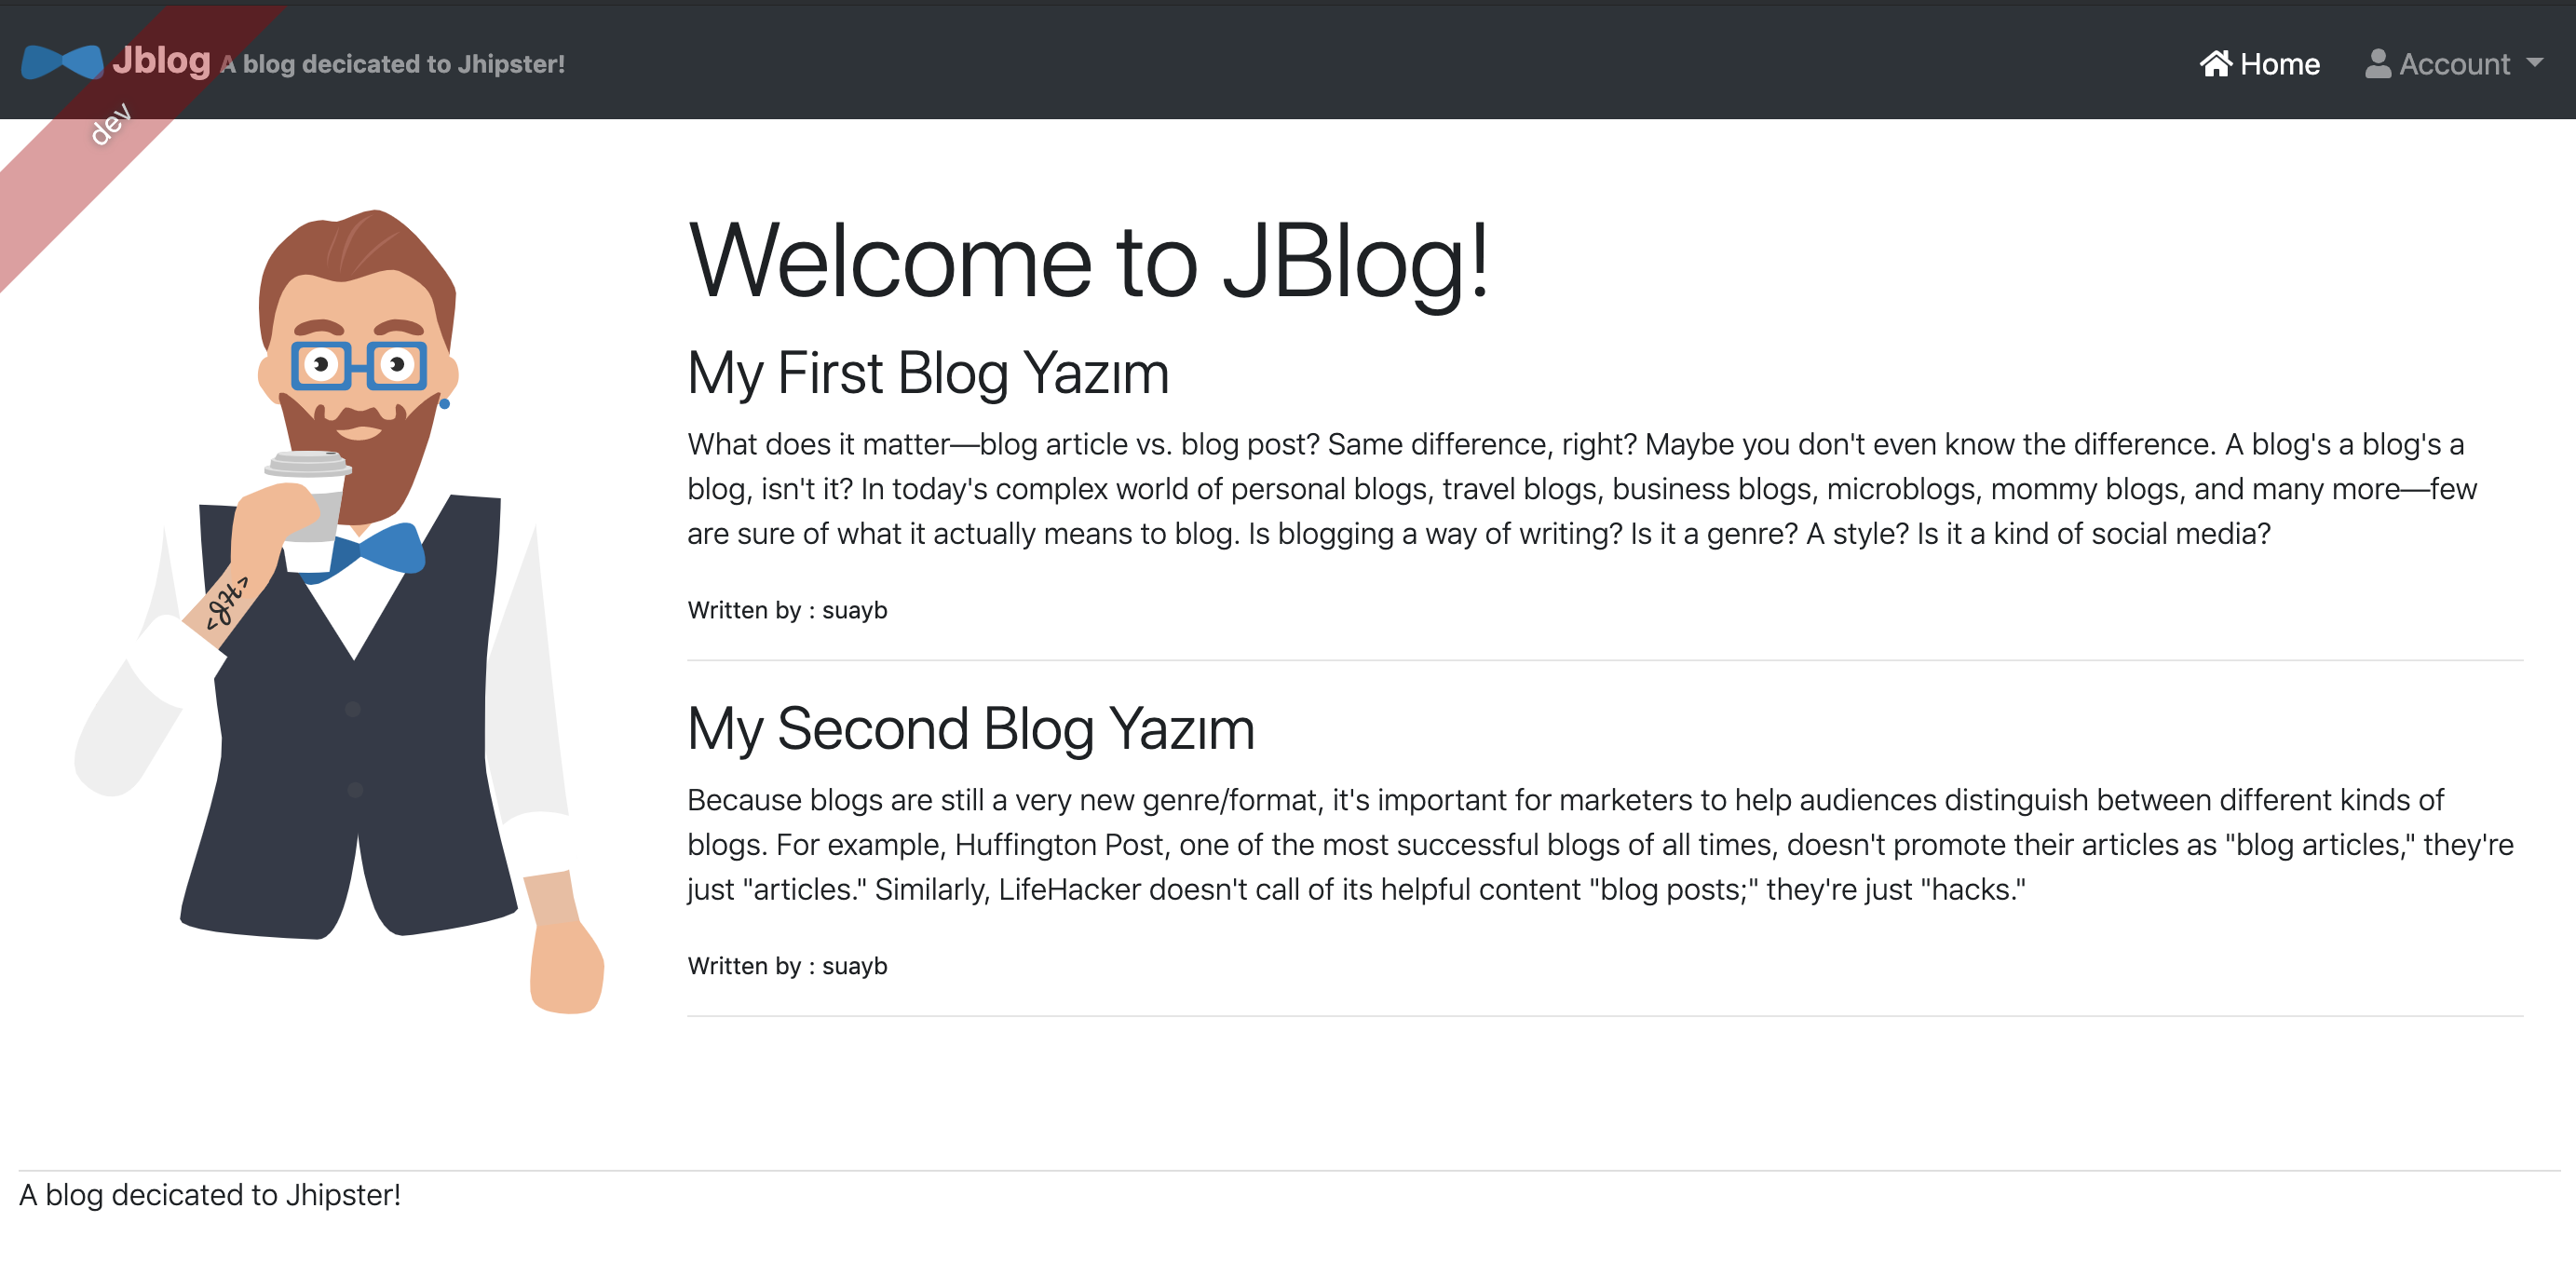 Jblog A blog decicated to Jhipster!
Home
Account
dev
Welcome to JBlog!
My First Blog Yazım
What does it matter—blog article vs. blog post? Same difference, right? Maybe you don't even know the difference. A blog's a blog's a
blog, isn't it? In today's complex world of personal blogs, travel blogs, business blogs, microblogs, mommy blogs, and many more—few
are sure of what it actually means to blog. Is blogging a way of writing? Is it a genre? A style? Is it a kind of social media?
Written by : suayb
My Second Blog Yazım
Because blogs are still a very new genre/format, it's important for marketers to help audiences distinguish between different kinds of
blogs. For example, Huffington Post, one of the most successful blogs of all times, doesn't promote their articles as "blog articles," they're
just "articles." Similarly, LifeHacker doesn't call of its helpful content "blog posts;" they're just "hacks."
Written by : suayb
<JH>
A blog decicated to Jhipster!